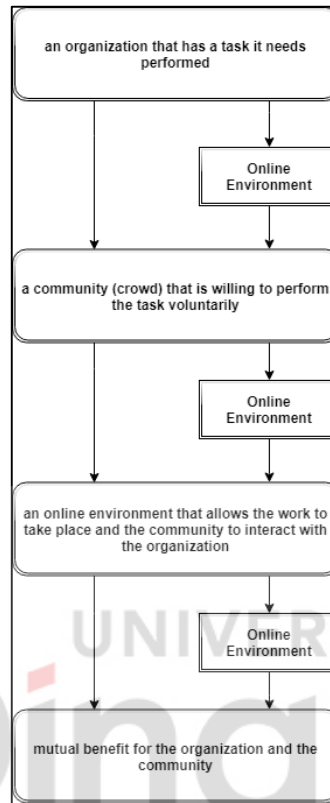 an organization that has a task it needs
performed
Online
Environment
a community (crowd) that is willing to perform
the task voluntarily
Online
Environment
an online environment that allows the work to
take place and the community to interact with
the organization
UNIVER
Online
Environment
mutual benefit for the organization and the
community